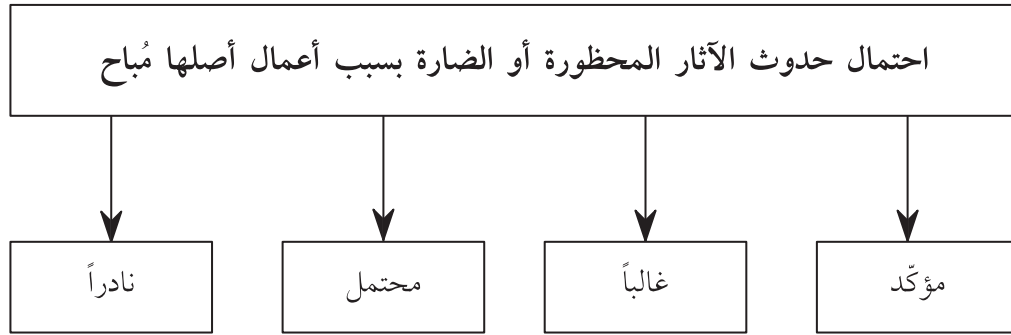 احتمال حدوث الآثار المحظورة أو الضارة بسبب أعمال أصلها مُباح
مؤكّد
غالباً
محتمل
نادراً